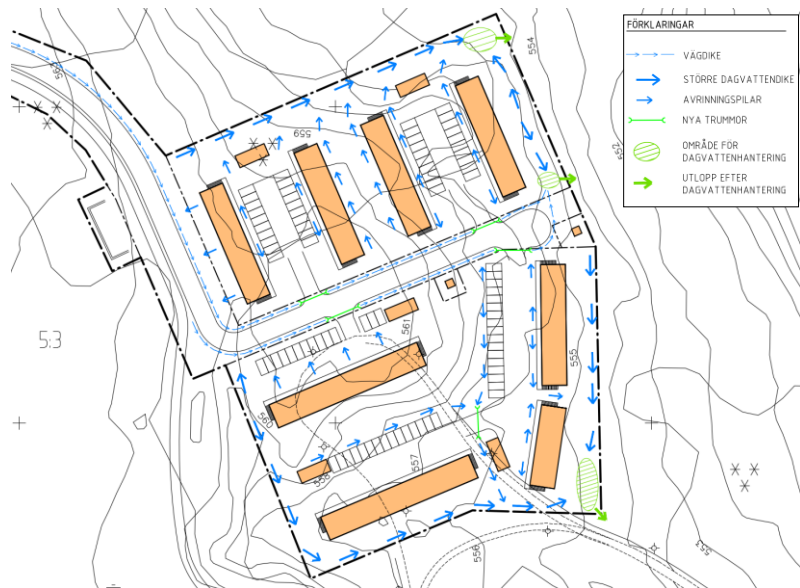 FÖRKLARINGAR
VÄGDIKE
STÖRRE DAGVATTENDIKE
AVRINNINGSPILAR
NYA TRUMMOR
OMRÅDE FÖR
DAGVATTENHANTERING
UTLOPP EFTER
DAGVATTENHANTERING
554
552
559
5:3
561
555
560
557
558
556
553